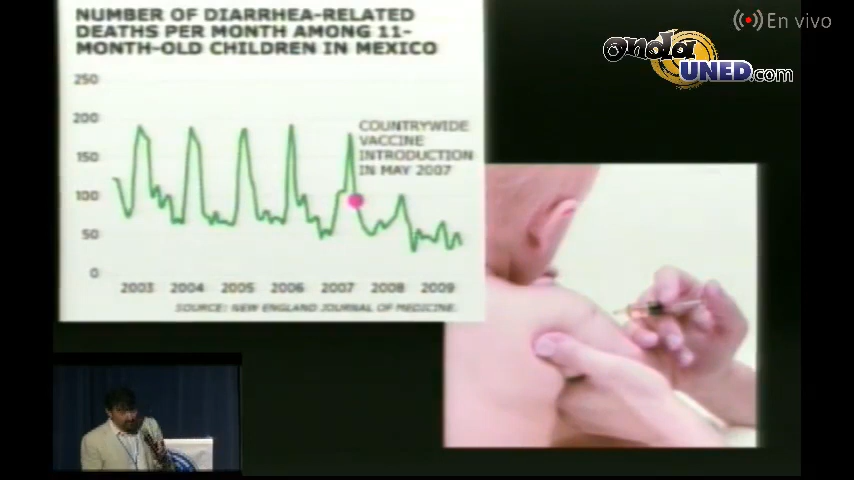 NUMBER OF DIARRHEA-RELATED
DEATHS PER MONTH AMONG 11-
MONTH-OLD CHILDREN IN MEXICO
250
200
150
100
50
0
COUNTRYWIDE
VACCINE
INTRODUCTION
IN MAY 2007
2003 2004 2005 2006 2007 2008 2009
SOURCE: NEW ENGLAND JOURNAL OF MEDICINE.
En vivo
onda
UNED.com